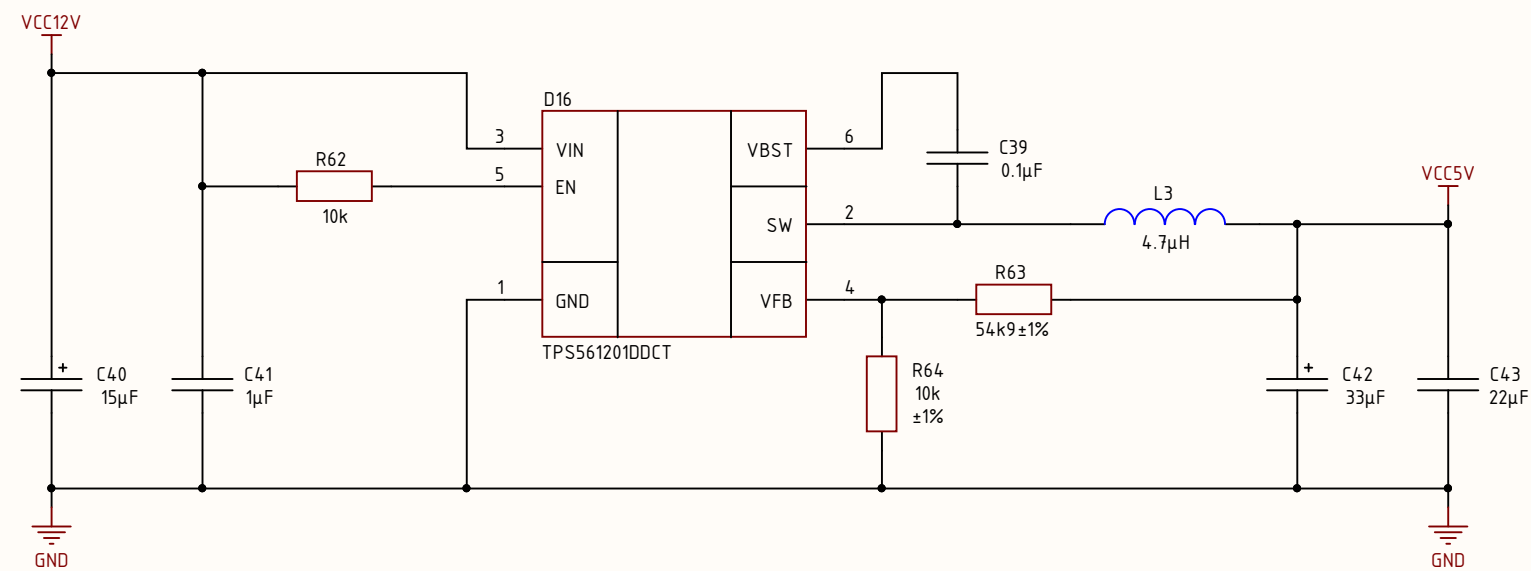 VCC12V
D16
3
VIN
VBST
6
C39
0.1µF
R62
10k
5
EN
VCC5V
L3
4.7µH
SW
2
1
GND
VFB
4
R63
54k9±1%
TPS561201DDCT
+
C40
15µF
C41
1µF
R64
10k
±1%
+
C42
33µF
C43
22µF
GND
GND